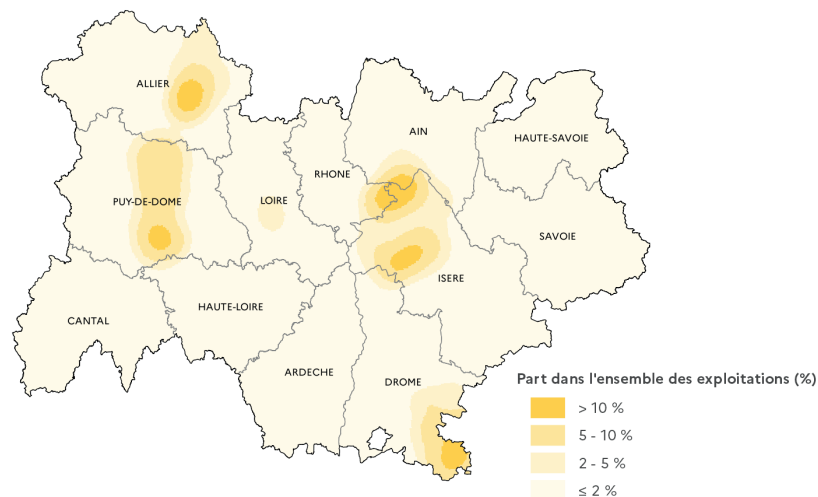 ALLIER
AIN
HAUTE-SAVOIE
RHONE
PUY-DE-DOME
LOIRE
SAVOIE
ISERE
HAUTE-LOIRE
CANTAL
ARDECHE
DROME
Part dans l'ensemble des exploitations (%)
> 10 %
5 - 10 %
2 - 5 %
≤ 2 %